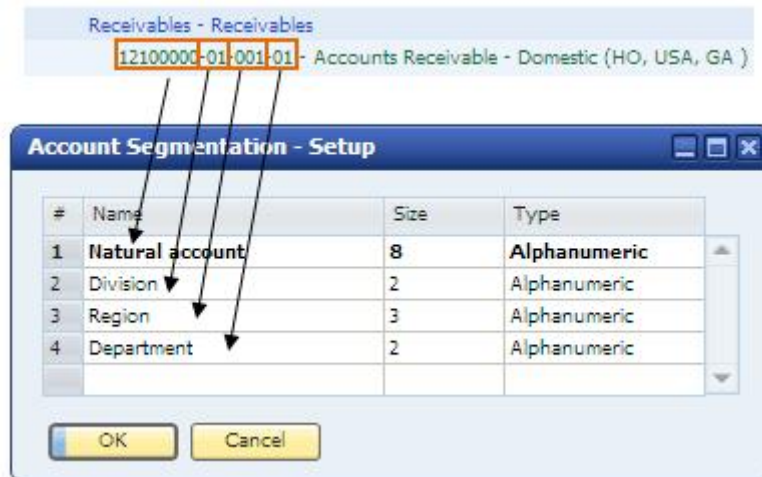 Receivables - Receivables
12100000-01-001-01 - Accounts Receivable - Domestic (HO, USA, GA )
Account Segmentation - Setup
# Name Size Type
1 Natural account 8 Alphanumeric
2 Division 2 Alphanumeric
3 Region 3 Alphanumeric
4 Department 2 Alphanumeric
OK Cancel